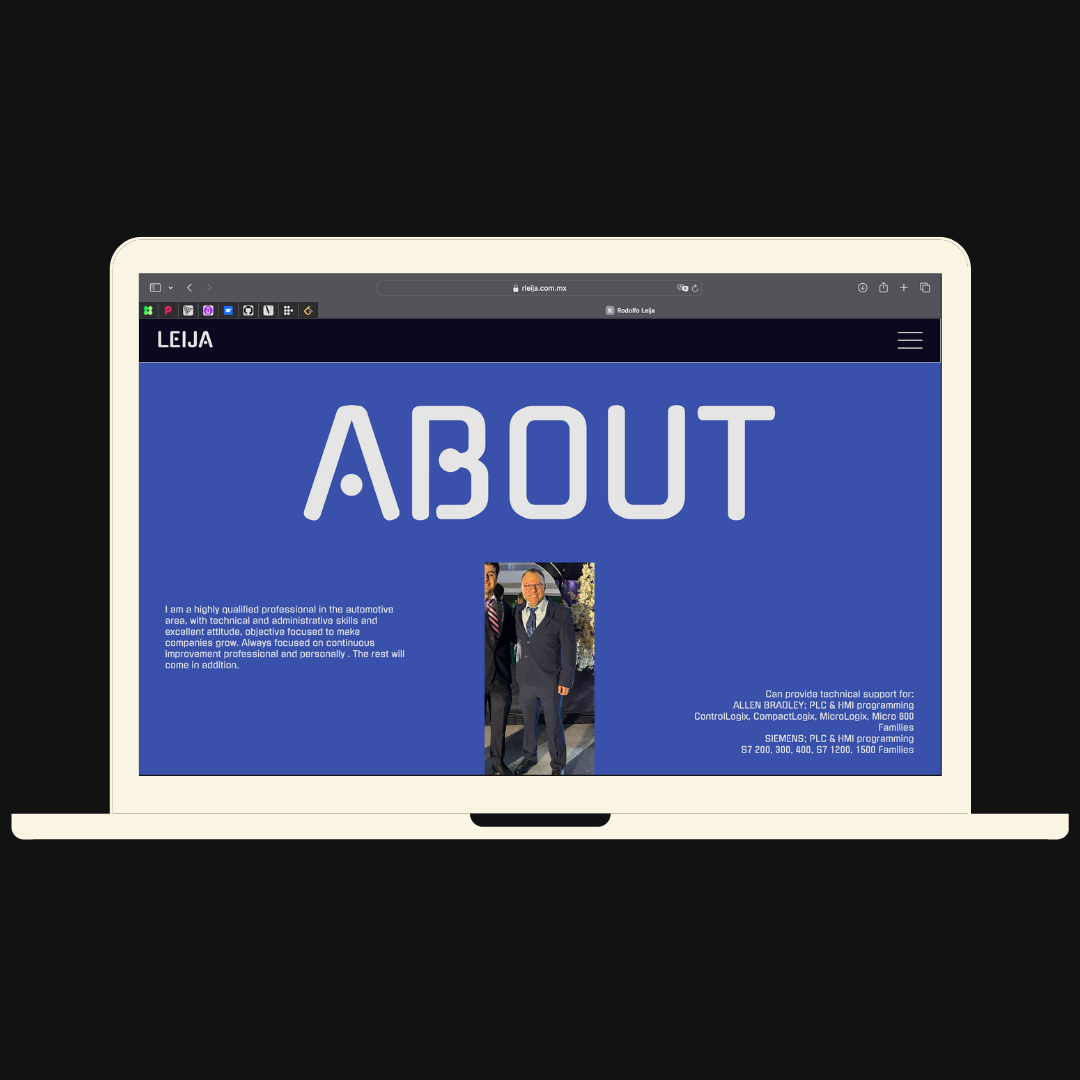 rleija.com.mx
R Rodolfo Leija
LEIJA
ABOUT
I am a highly qualified professional in the automotive
area, with technical and administrative skills and
excellent attitude, objective focused to make
companies grow. Always focused on continuous
improvement professional and personally . The rest will
come in addition.
Can provide technical support for:
ALLEN BRADLEY; PLC & HMI programming
ControlLogix, CompactLogix, MicroLogix, Micro 800
Families
SIEMENS; PLC & HMI programming
S7 200, 300, 400, S7 1200, 1500 Families